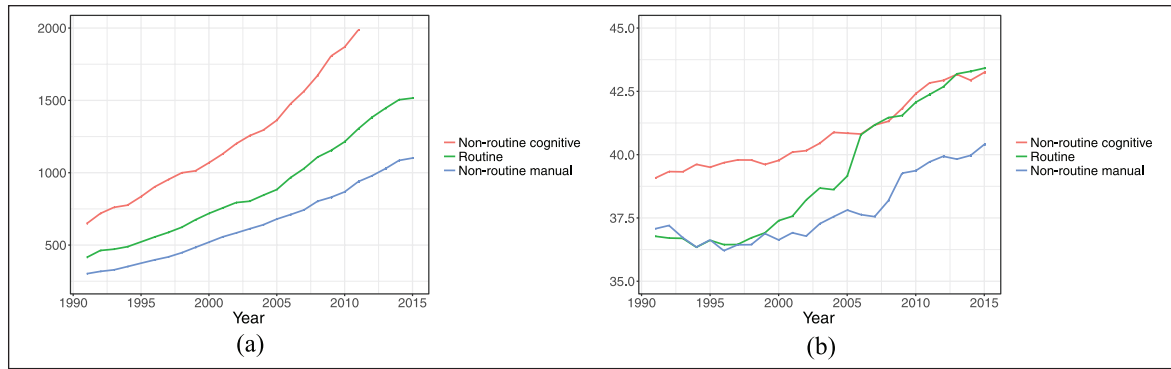 2000
1500
1000
500
1990 1995 2000 2005 2010 2015
Year
(a)
Non-routine cognitive
Routine
Non-routine manual
45.0
42.5
40.0
37.5
35.0
1990 1995 2000 2005 2010 2015
Year
(b)
Non-routine cognitive
Routine
Non-routine manual